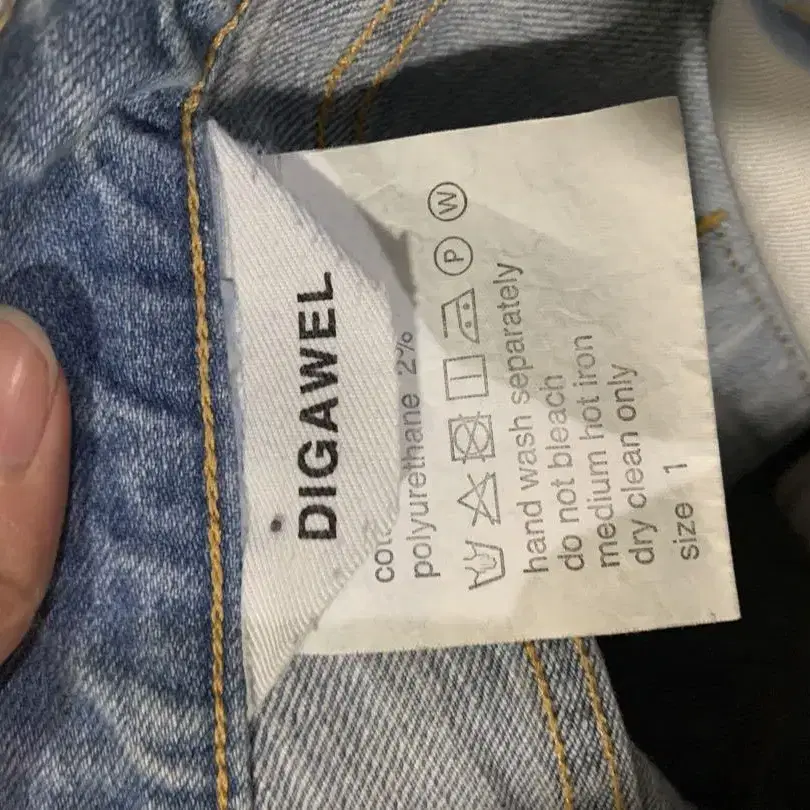 DIGAWEL
polyurethane 2%
P W
hand wash separately
do not bleach
medium hot iron
dry clean only
size 1